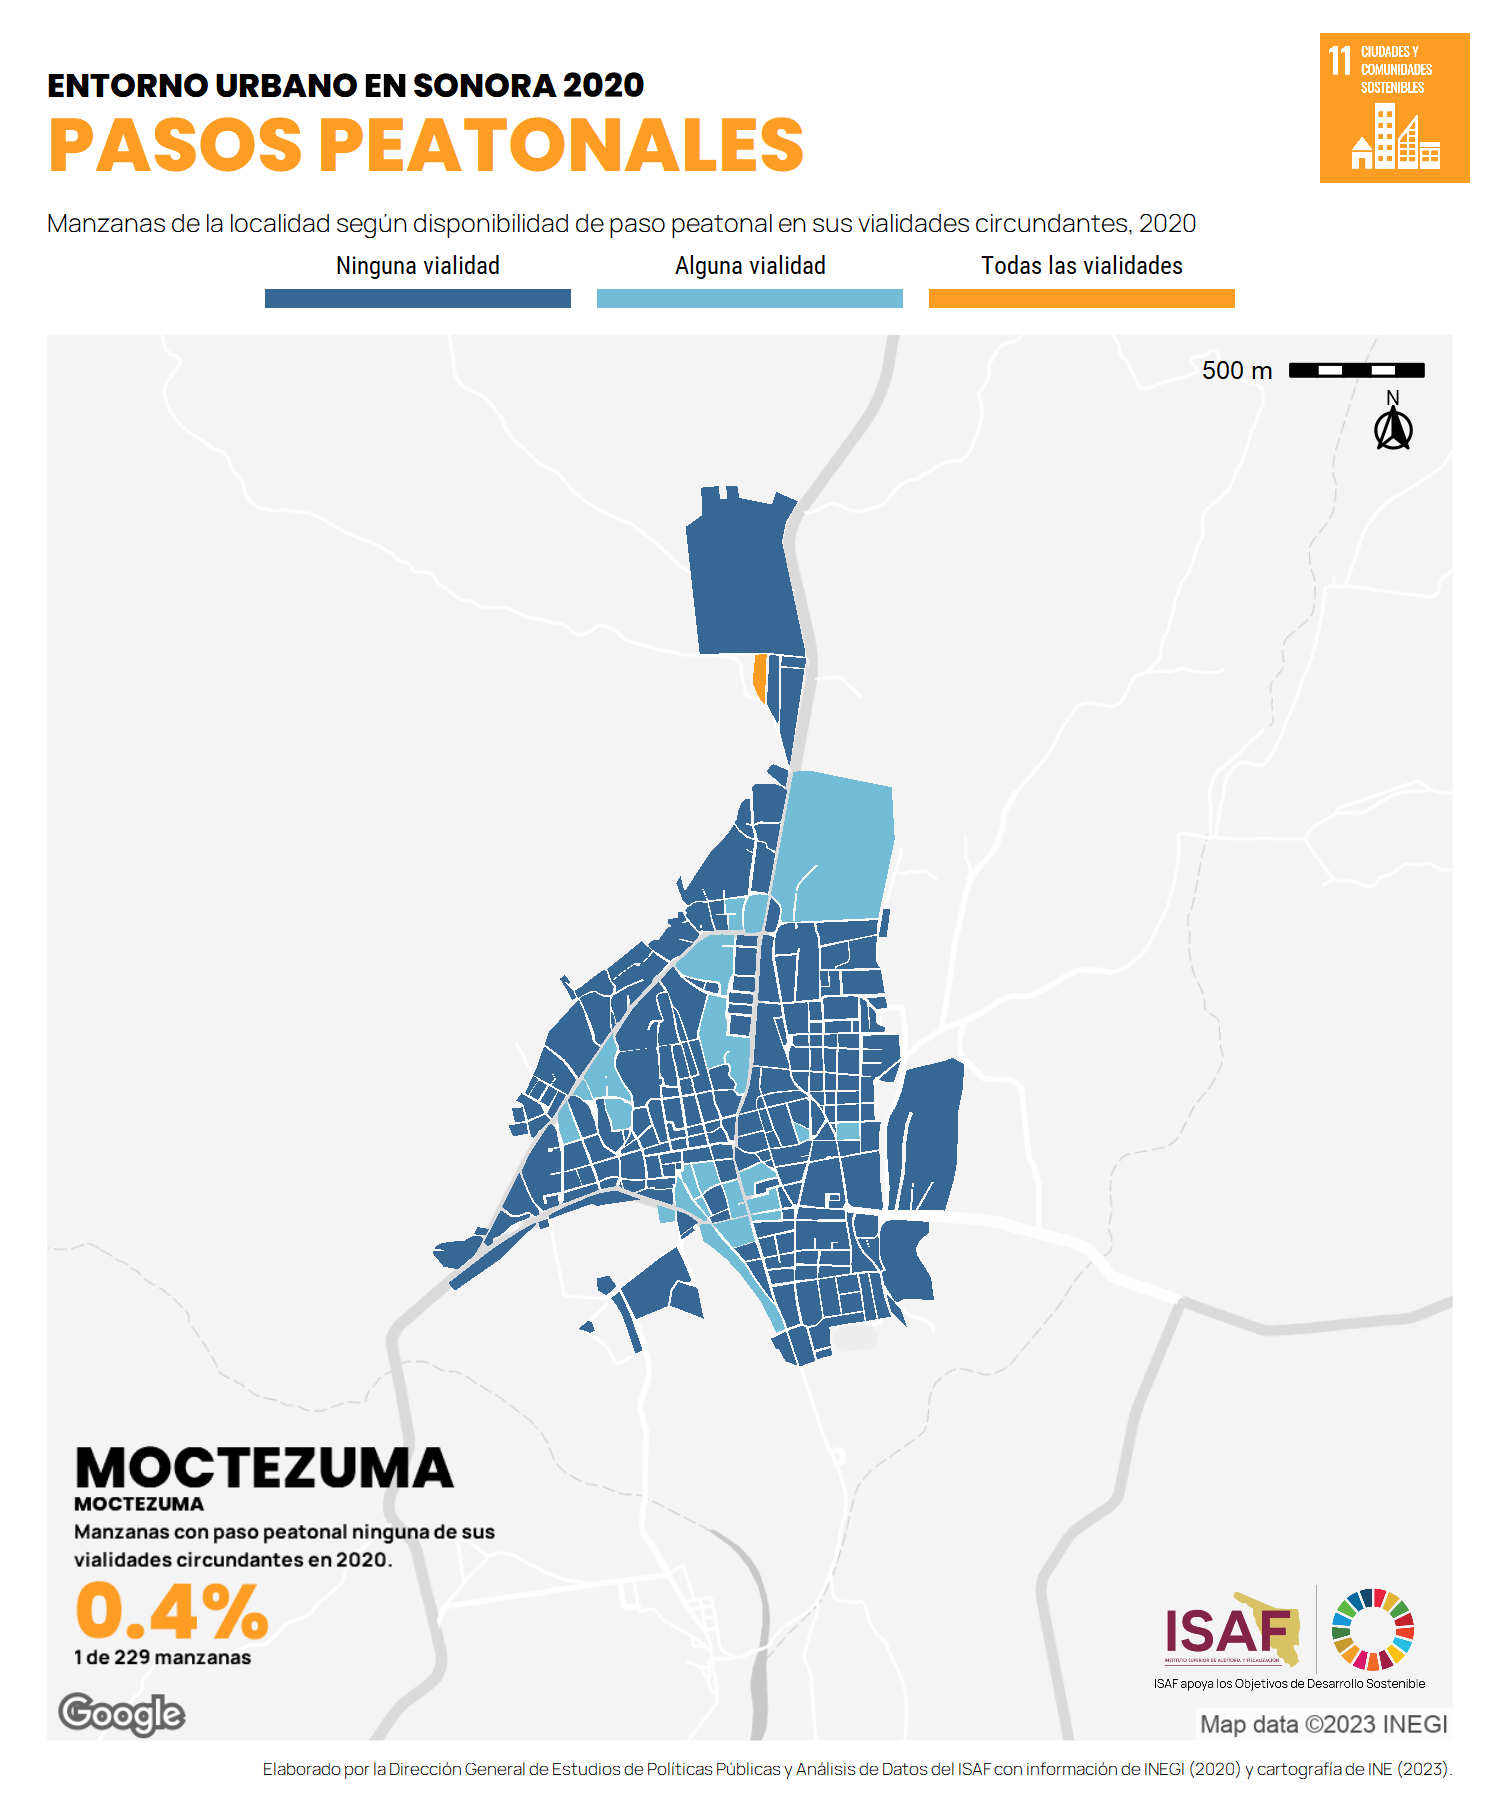 11 CIUDADES Y
COMUNIDADES
SOSTENIBLES
ENTORNO URBANO EN SONORA 2020
PASOS PEATONALES
Manzanas de la localidad según disponibilidad de paso peatonal en sus vialidades circundantes, 2020
Ninguna vialidad
Alguna vialidad
Todas las vialidades
500 m
N
MOCTEZUMA
MOCTEZUMA
Manzanas con paso peatonal ninguna de sus
vialidades circundantes en 2020.
0.4%
1 de 229 manzanas
Google
ISAF
INSTITUTO SUPERIOR DE AUDITORÍA Y FISCALIZACIÓN
ISAF apoya los Objetivos de Desarrollo Sostenible
Map data ©2023 INEGI
Elaborado por la Dirección General de Estudios de Políticas Públicas y Análisis de Datos del ISAF con información de INEGI (2020) y cartografía de INE (2023).